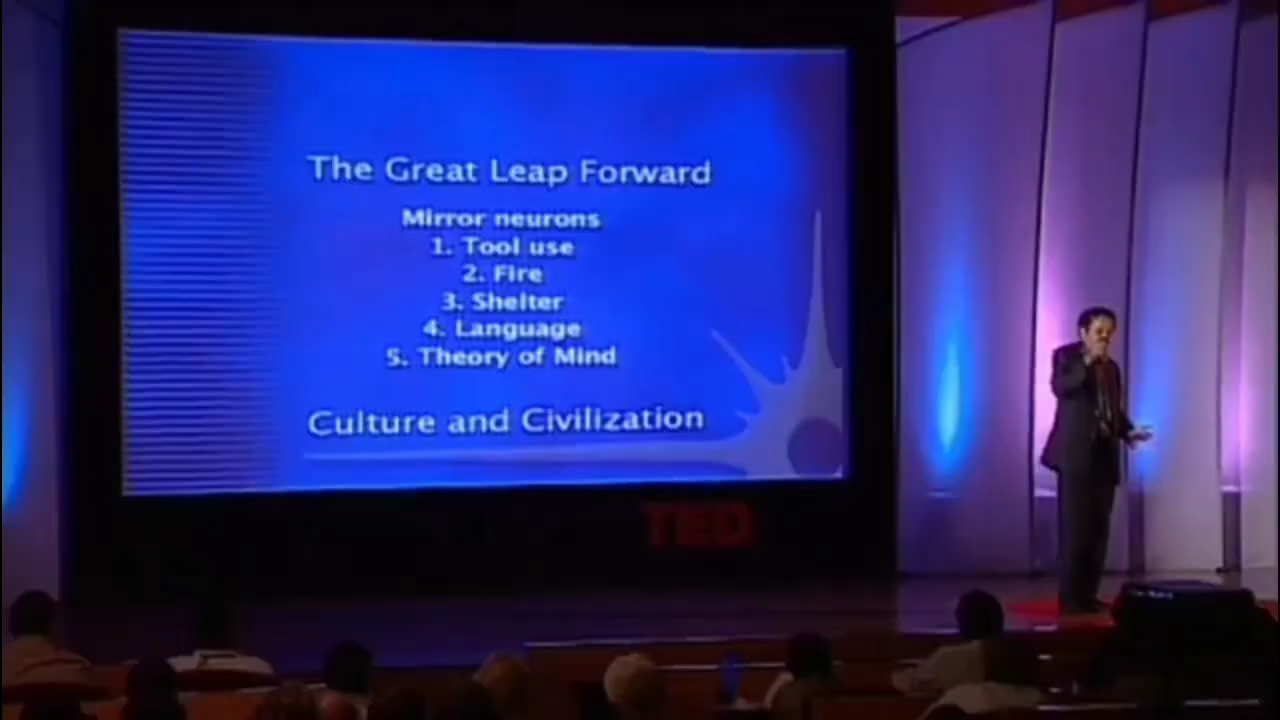 The Great Leap Forward
Mirror neurons
1. Tool use
2. Fire
3. Shelter
4. Language
5. Theory of Mind
Culture and Civilization
TED